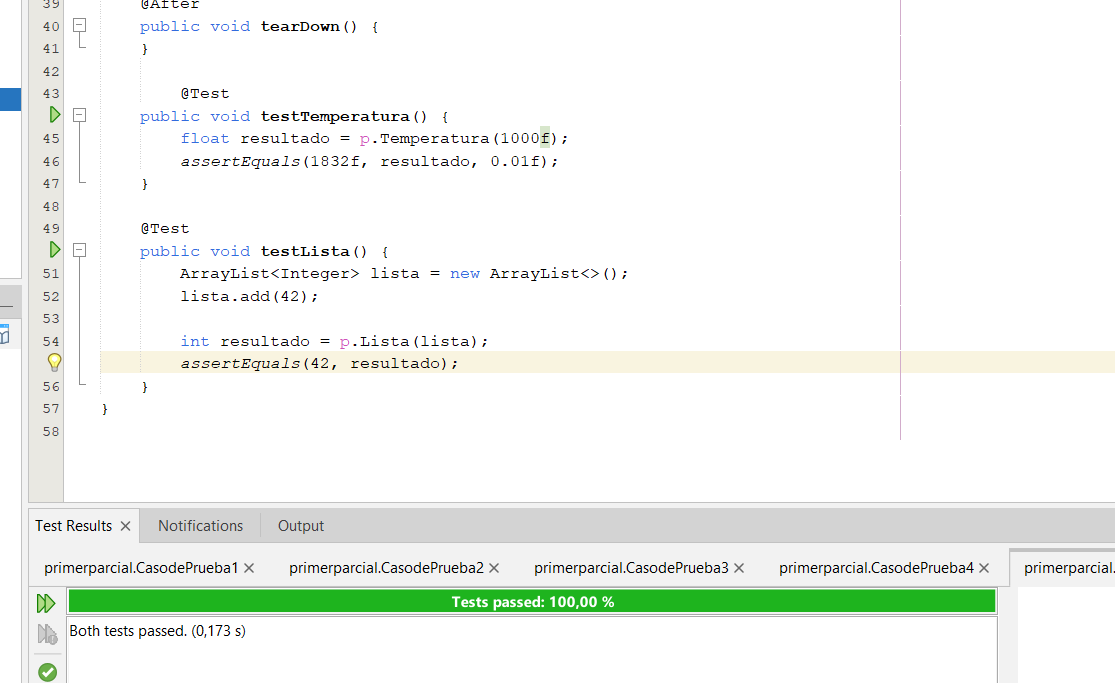 39 @After
40 public void tearDown() {
41 }
42
43 @Test
public void testTemperatura() {
45 float resultado = p.Temperatura(1000f);
46 assertEquals(1832f, resultado, 0.01f);
47 }
48
49 @Test
public void testLista() {
51 ArrayList<Integer> lista = new ArrayList<>();
52 lista.add(42);
53
54 int resultado = p.Lista(lista);
assertEquals(42, resultado);
56 }
57 }
58
Test Results Notifications Output
primerparcial.CasodePrueba1 primerparcial.CasodePrueba2 primerparcial.CasodePrueba3 primerparcial.CasodePrueba4 primerparcial.
Tests passed: 100,00 %
Both tests passed. (0,173 s)